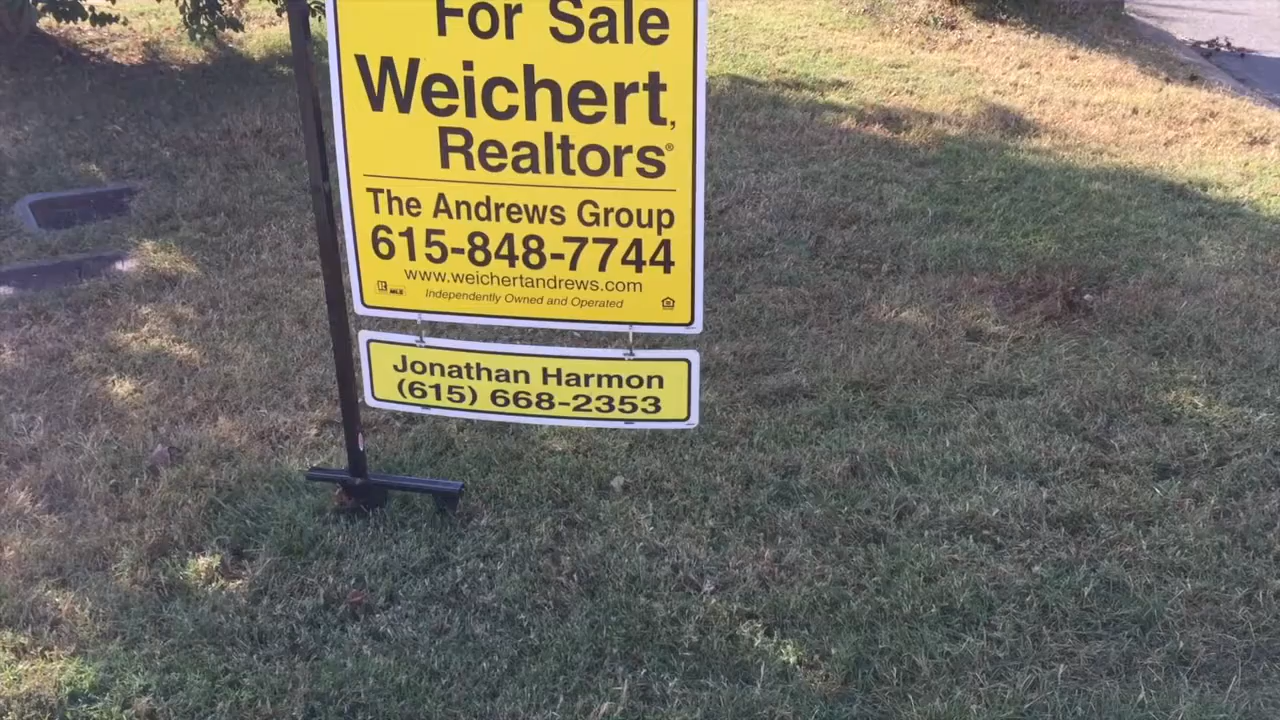 For Sale
Weichert,
Realtors®
The Andrews Group
615-848-7744
www.weichertandrews.com
Independently Owned and Operated
Jonathan Harmon
(615) 668-2353